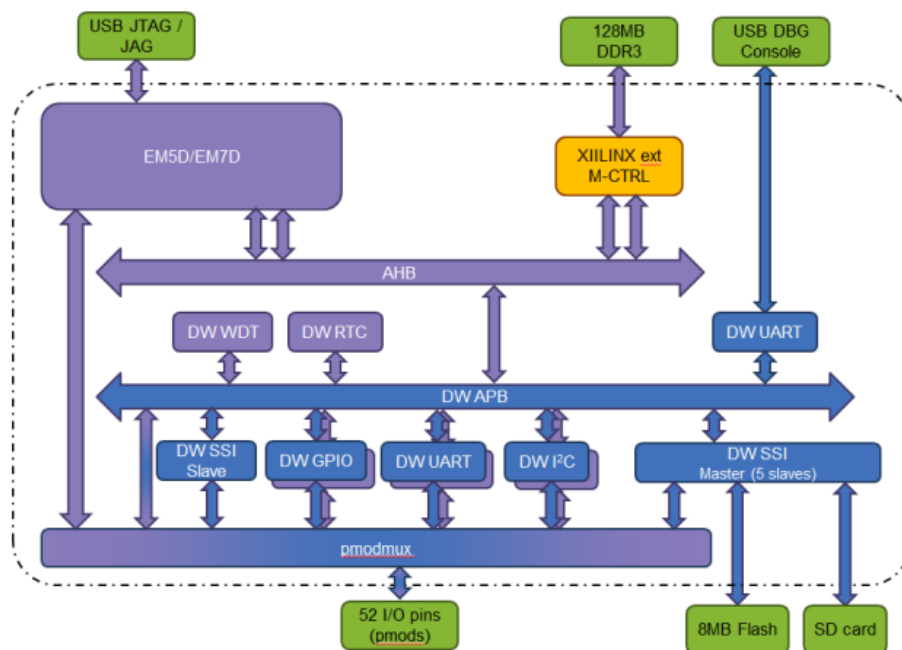 USB JTAG /
JAG
128MB
DDR3
USB DBG
Console
EM5D/EM7D
XIILINX ext
M-CTRL
AHB
DW WDT
DW RTC
DW UART
DW APB
DW SSI
Slave
DW GPIO
DW UART
DW I²C
DW SSI
Master (5 slaves)
pmodmux
52 I/O pins
(pmods)
8MB Flash
SD card